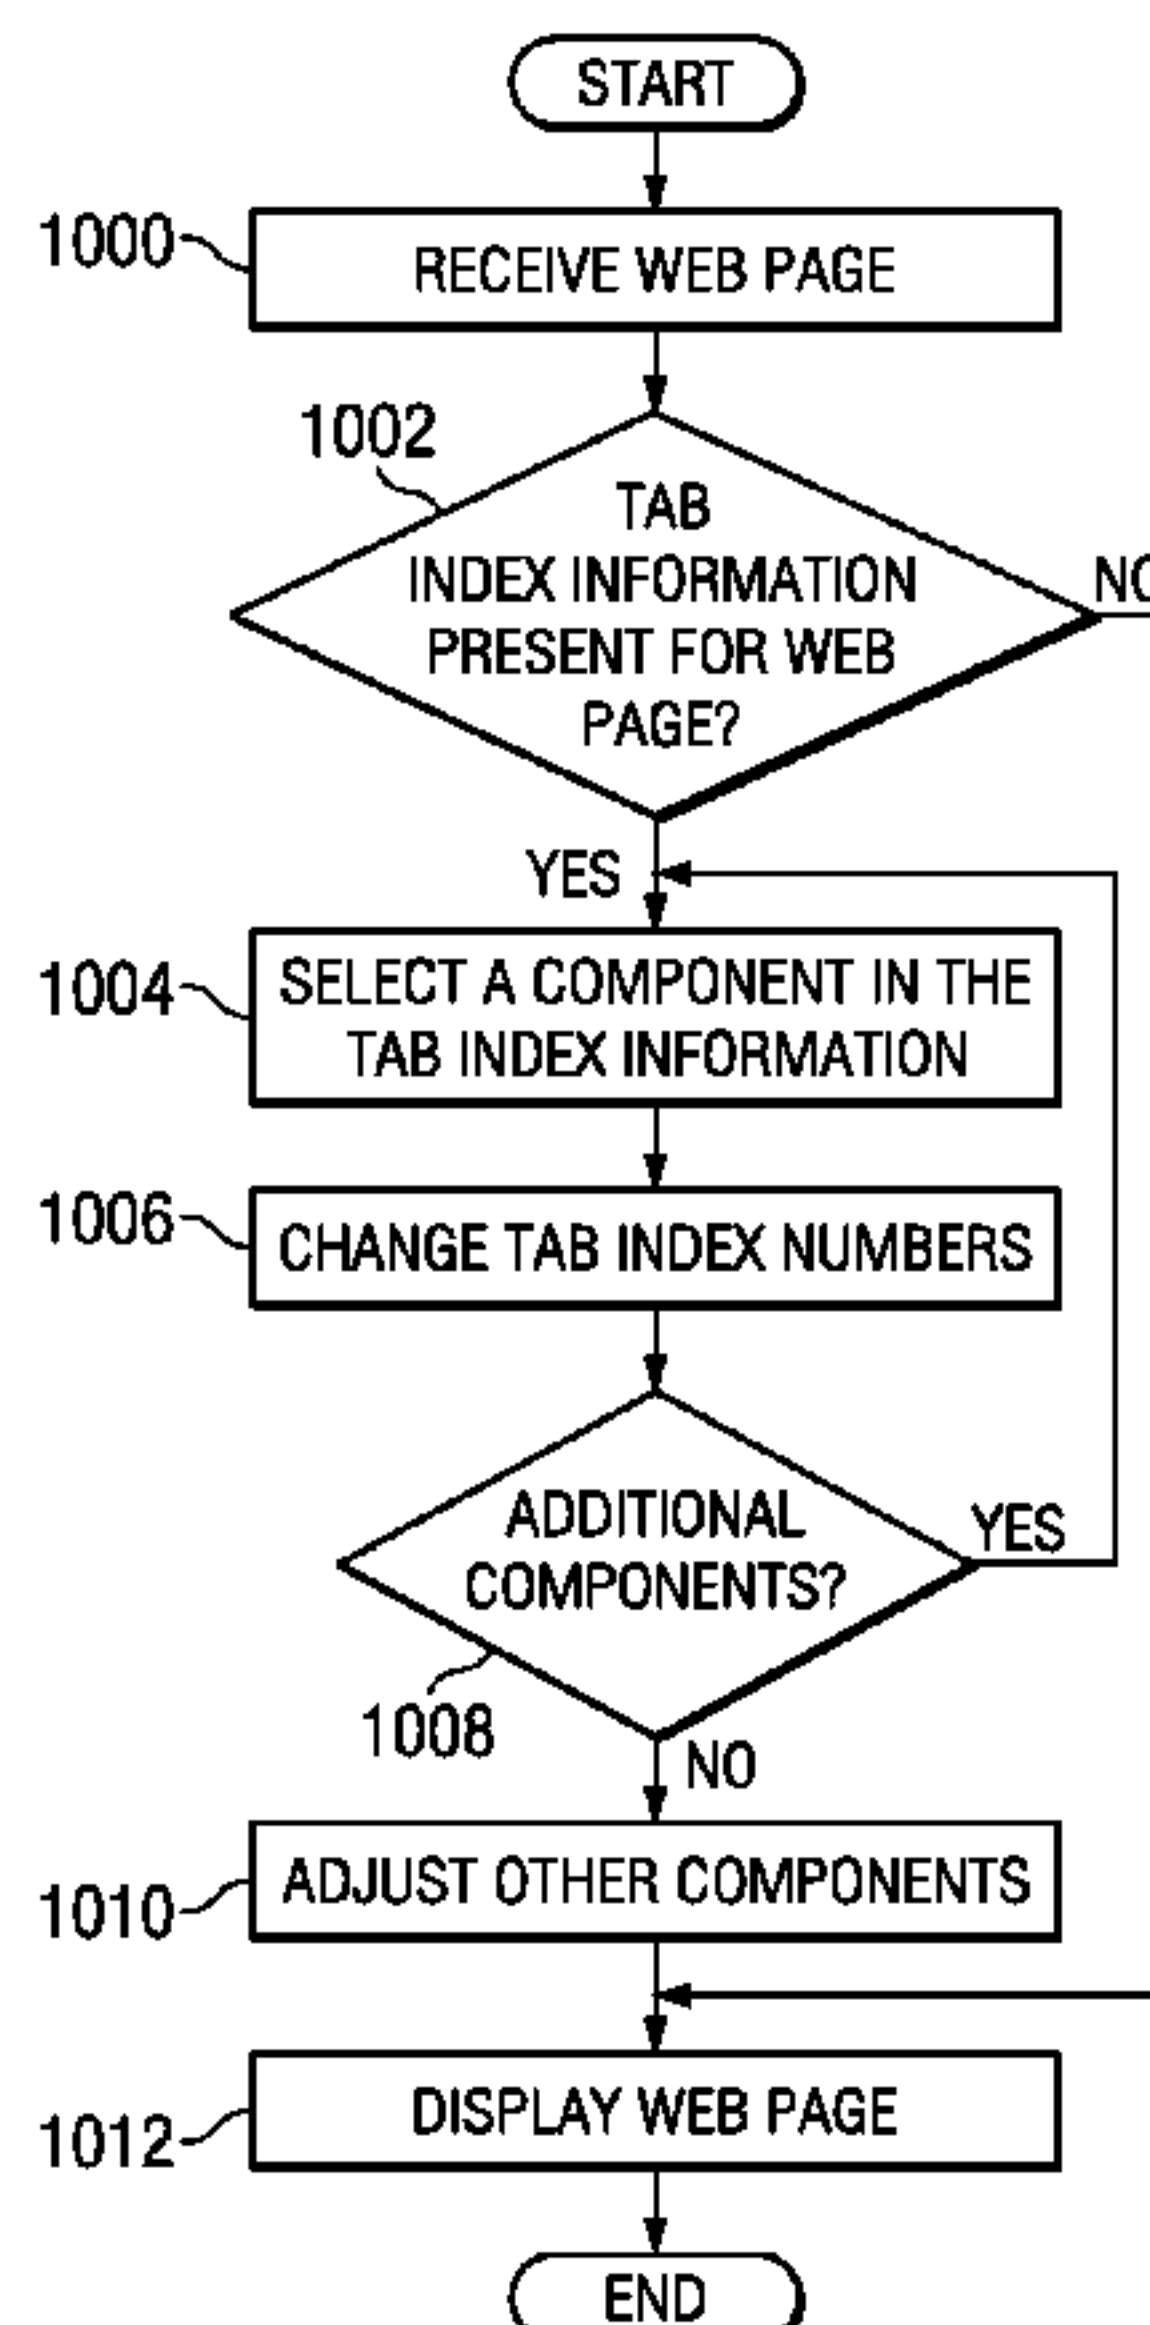 START
1000
RECEIVE WEB PAGE
1002
TAB
INDEX INFORMATION
PRESENT FOR WEB
PAGE?
NO
YES
1004
SELECT A COMPONENT IN THE
TAB INDEX INFORMATION
1006
CHANGE TAB INDEX NUMBERS
ADDITIONAL
COMPONENTS?
YES
1008
NO
1010
ADJUST OTHER COMPONENTS
1012
DISPLAY WEB PAGE
END